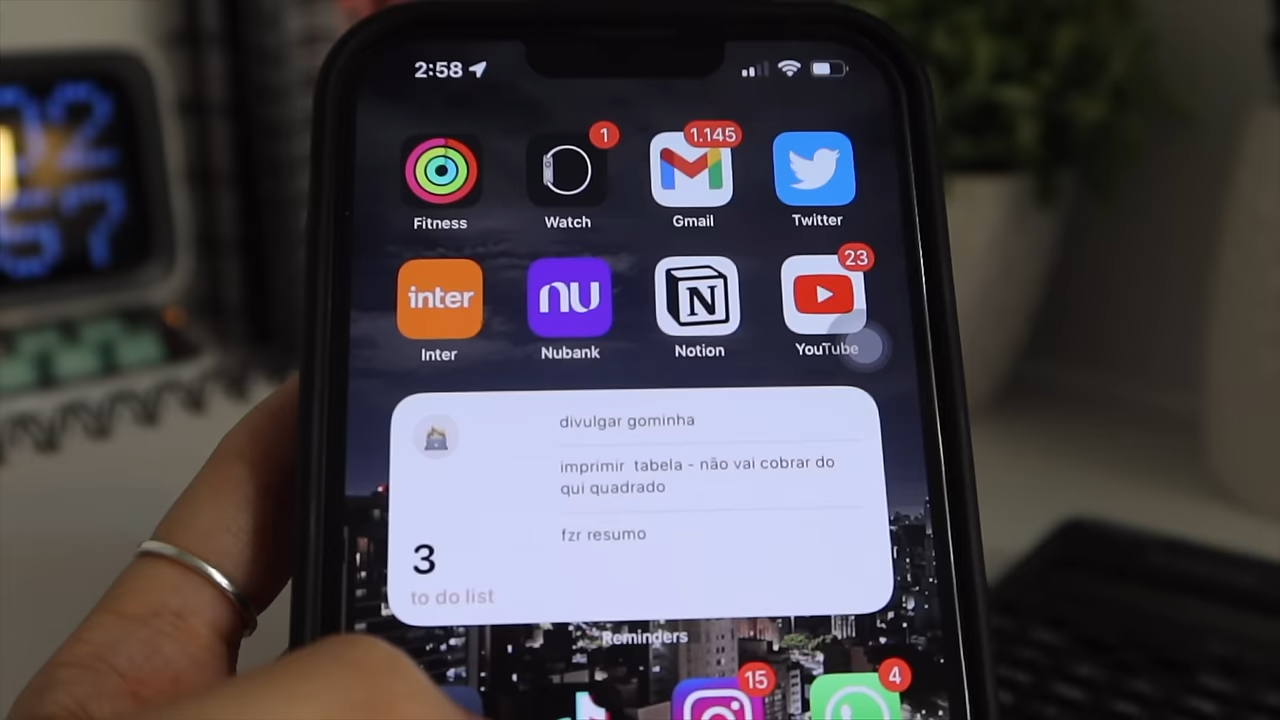 2:58
1
1.145
Fitness
Watch
Gmail
Twitter
23
inter
nu
N
Inter
Nubank
Notion
YouTube
divulgar gominha
imprimir tabela - não vai cobrar do
qui quadrado
fzr resumo
3
to do list
Reminders
15
4